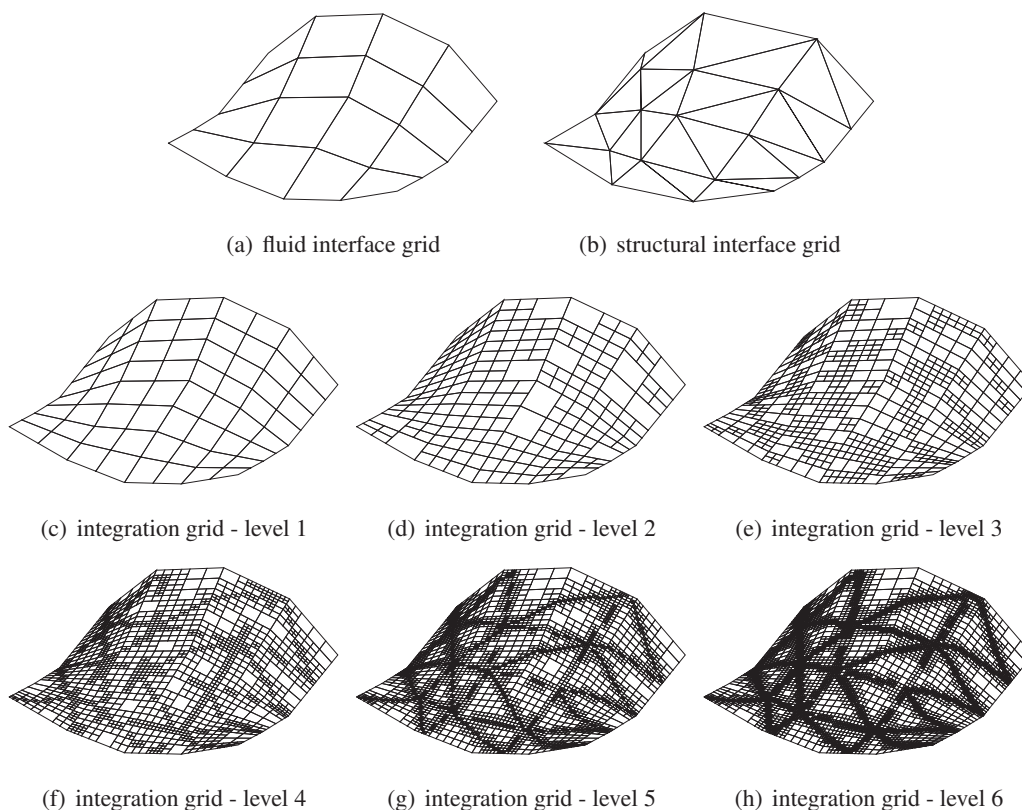 (a) fluid interface grid
(b) structural interface grid
(c) integration grid - level 1
(d) integration grid - level 2
(e) integration grid - level 3
(f) integration grid - level 4
(g) integration grid - level 5
(h) integration grid - level 6